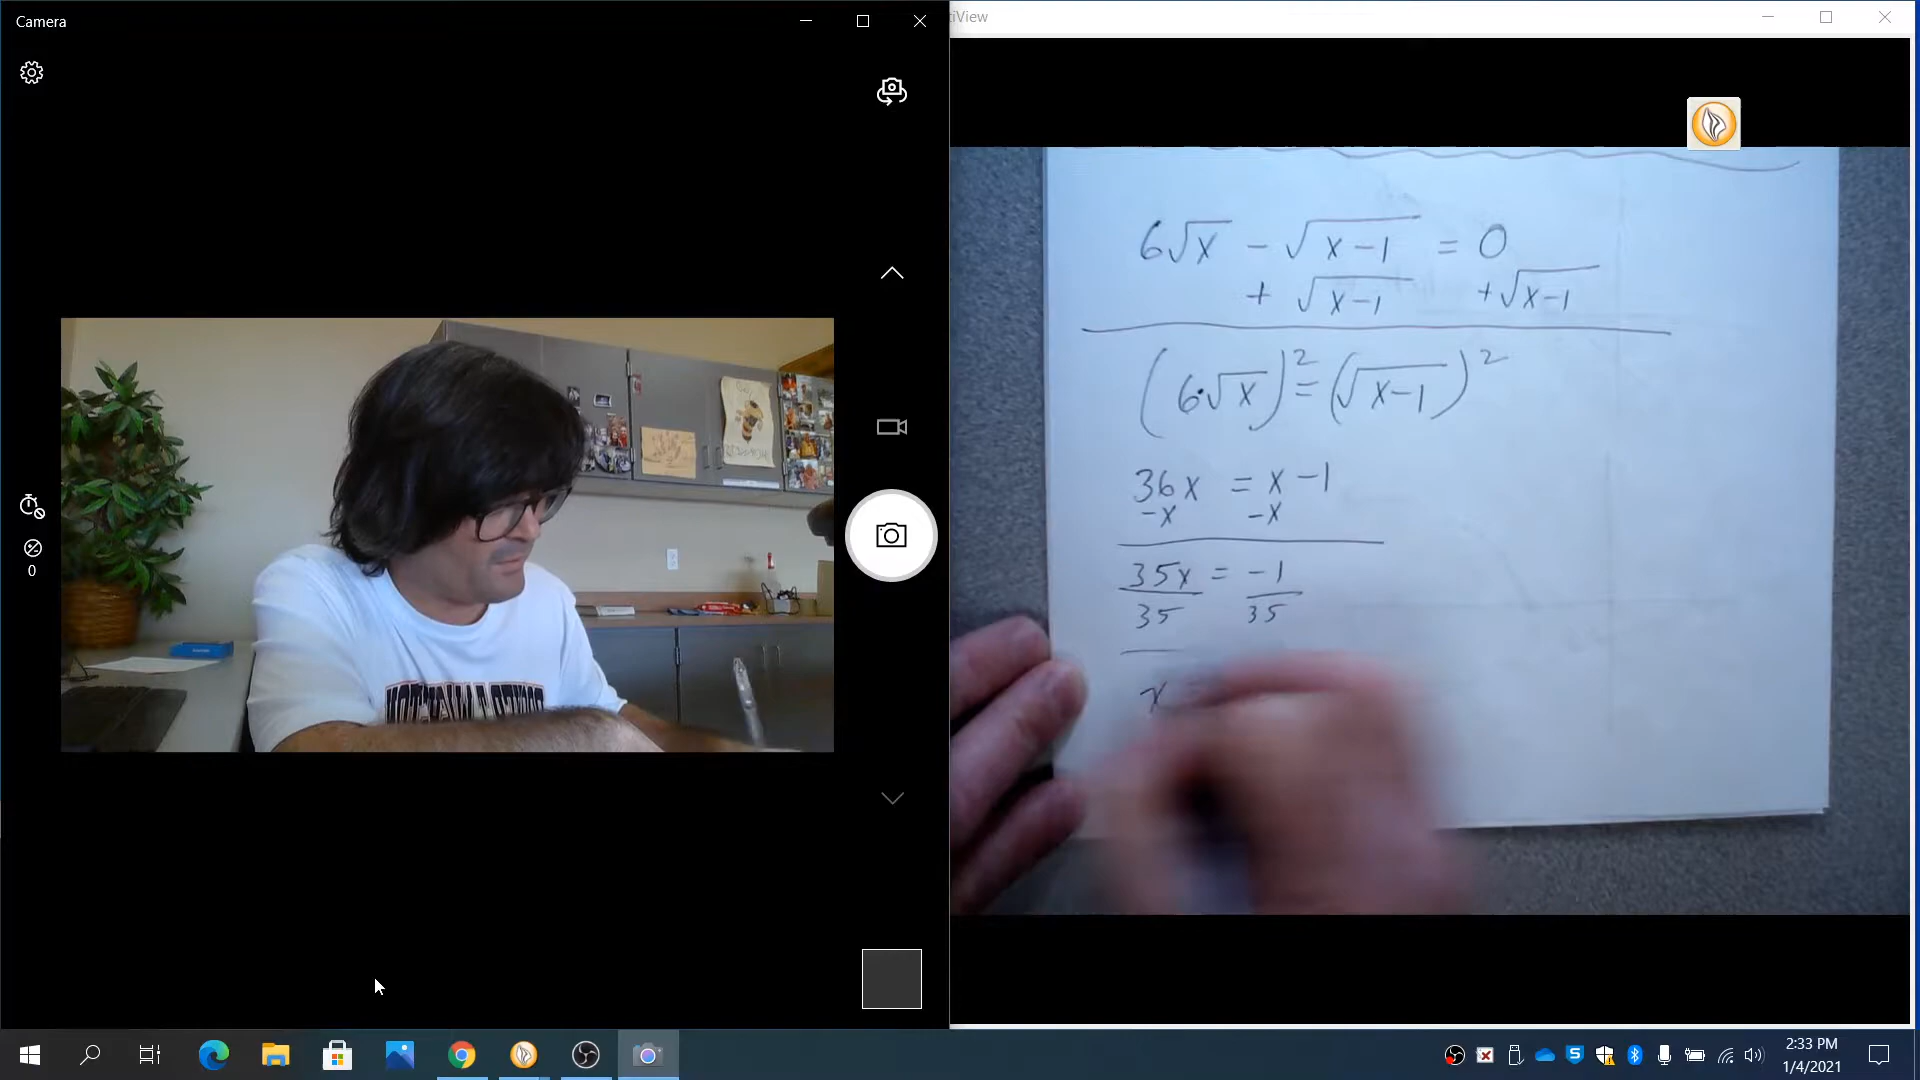 Camera
iView
0
6√x − √x−1 = 0
+ √x−1 +√x−1
(6·√x)² = (√x−1)²
36x = x −1
−x −x
35x = −1
35 35
x
2:33 PM
1/4/2021